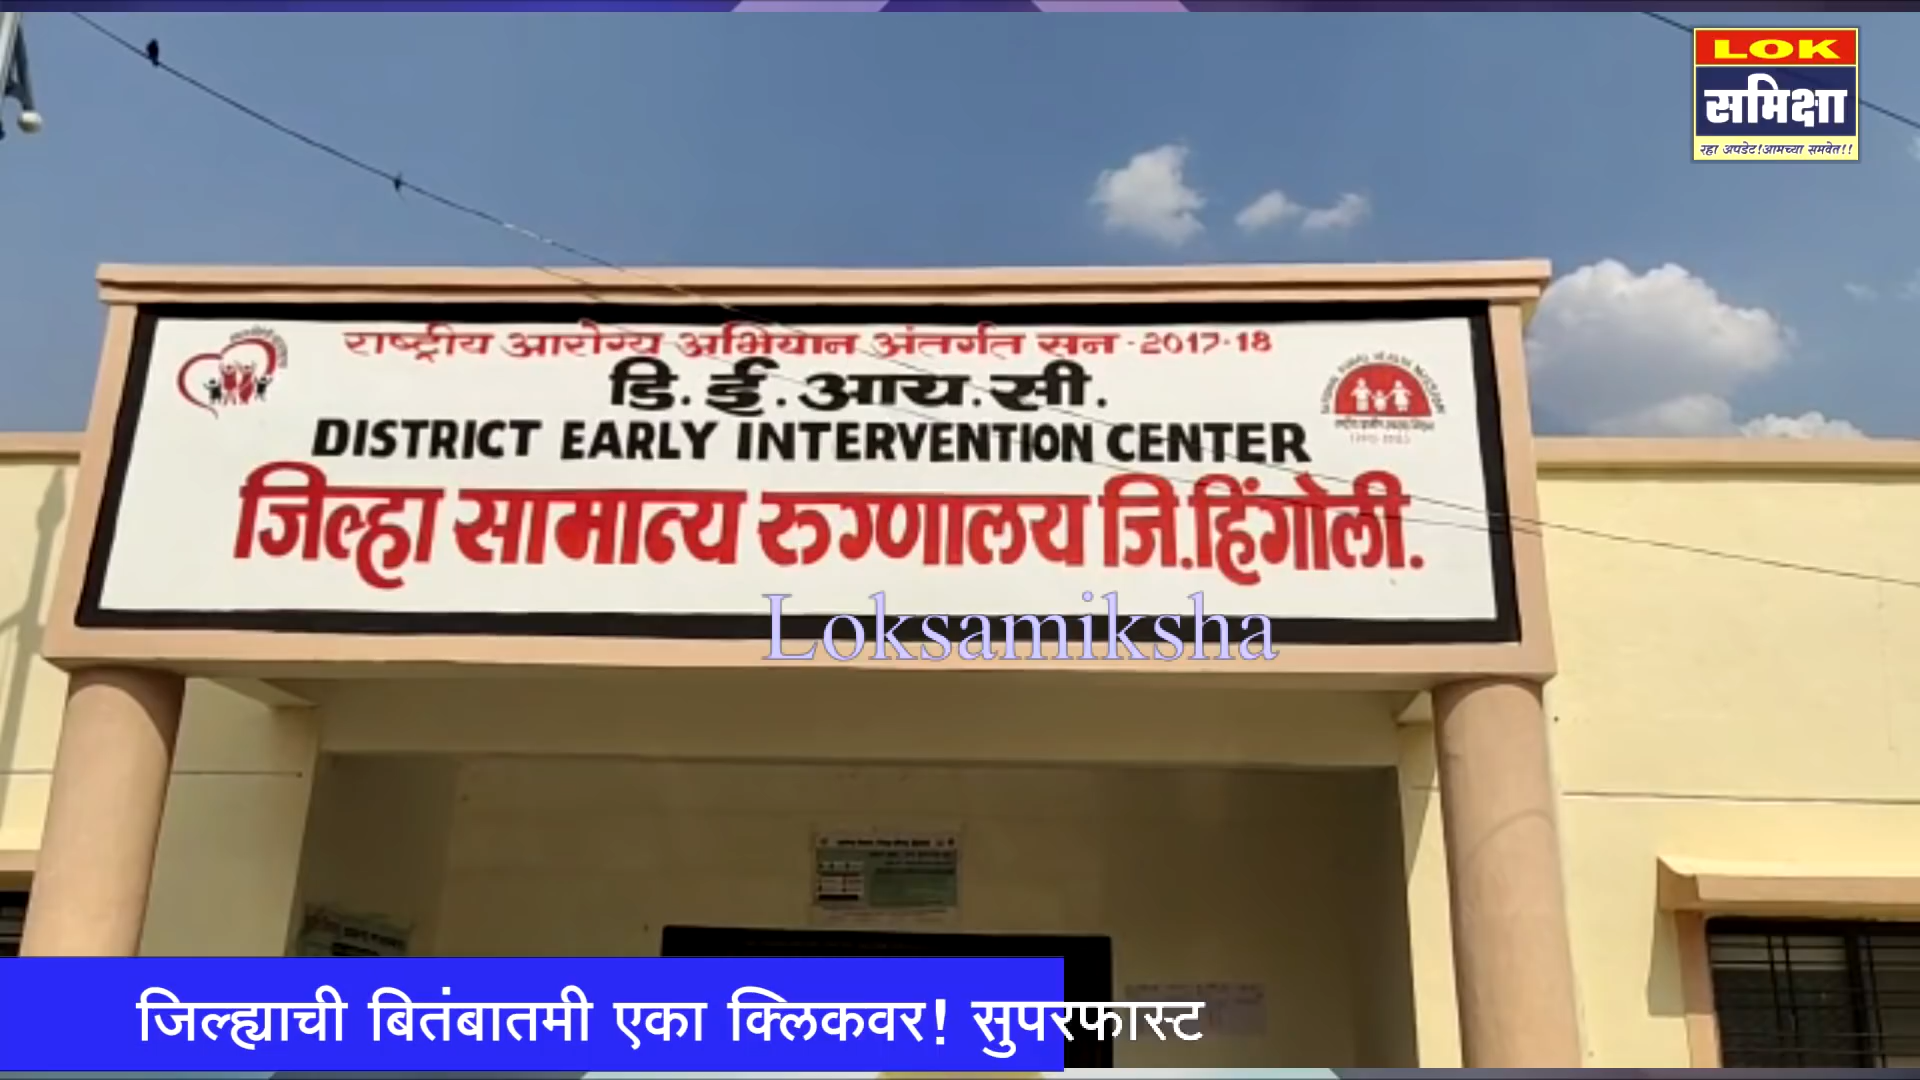 LOK
समिक्षा
रहा अपडेट!आमच्या समवेत!!
राष्ट्रीय आरोग्य अभियान अंतर्गत सन - 2017-18
डि.ई.आय.सी.
DISTRICT EARLY INTERVENTION CENTER
जिल्हा सामान्य रुग्णालय जि.हिंगोली.
Loksamiksha
जिल्ह्याची बितंबातमी एका क्लिकवर! सुपरफास्ट